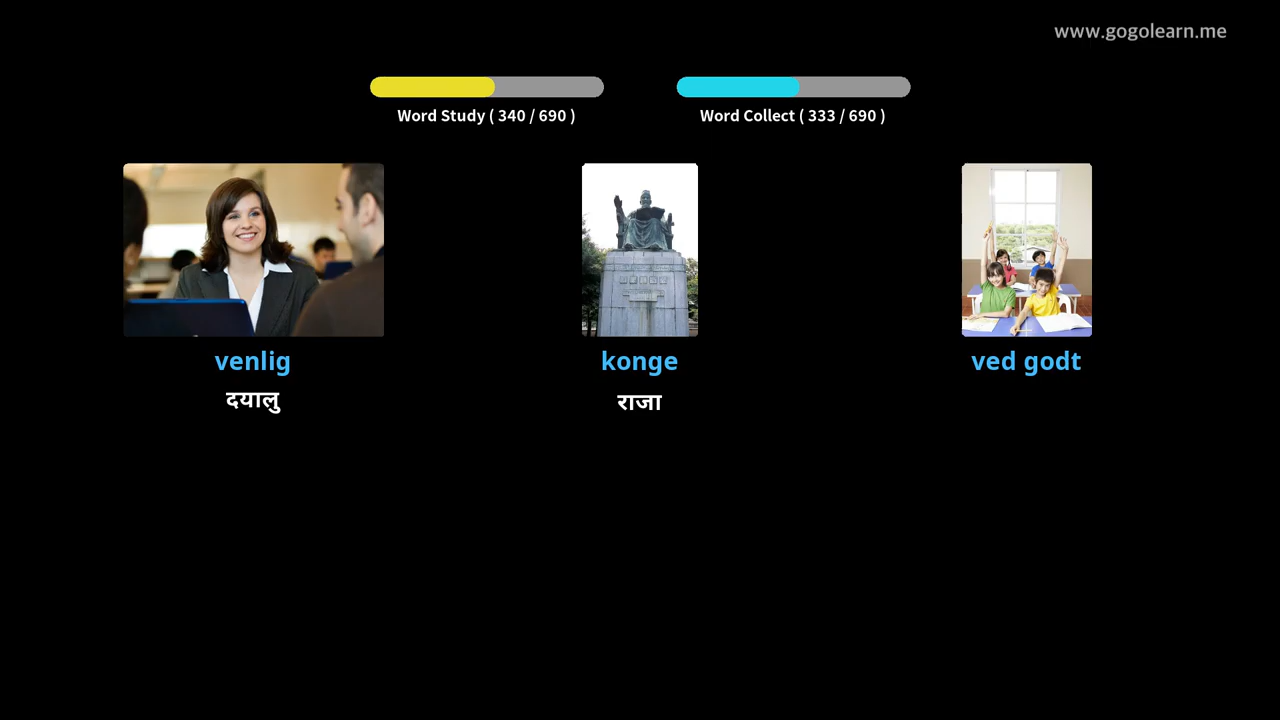 www.gogolearn.me
Word Study ( 340 / 690 )
Word Collect ( 333 / 690 )
venlig
konge
ved godt
दयालु
राजा